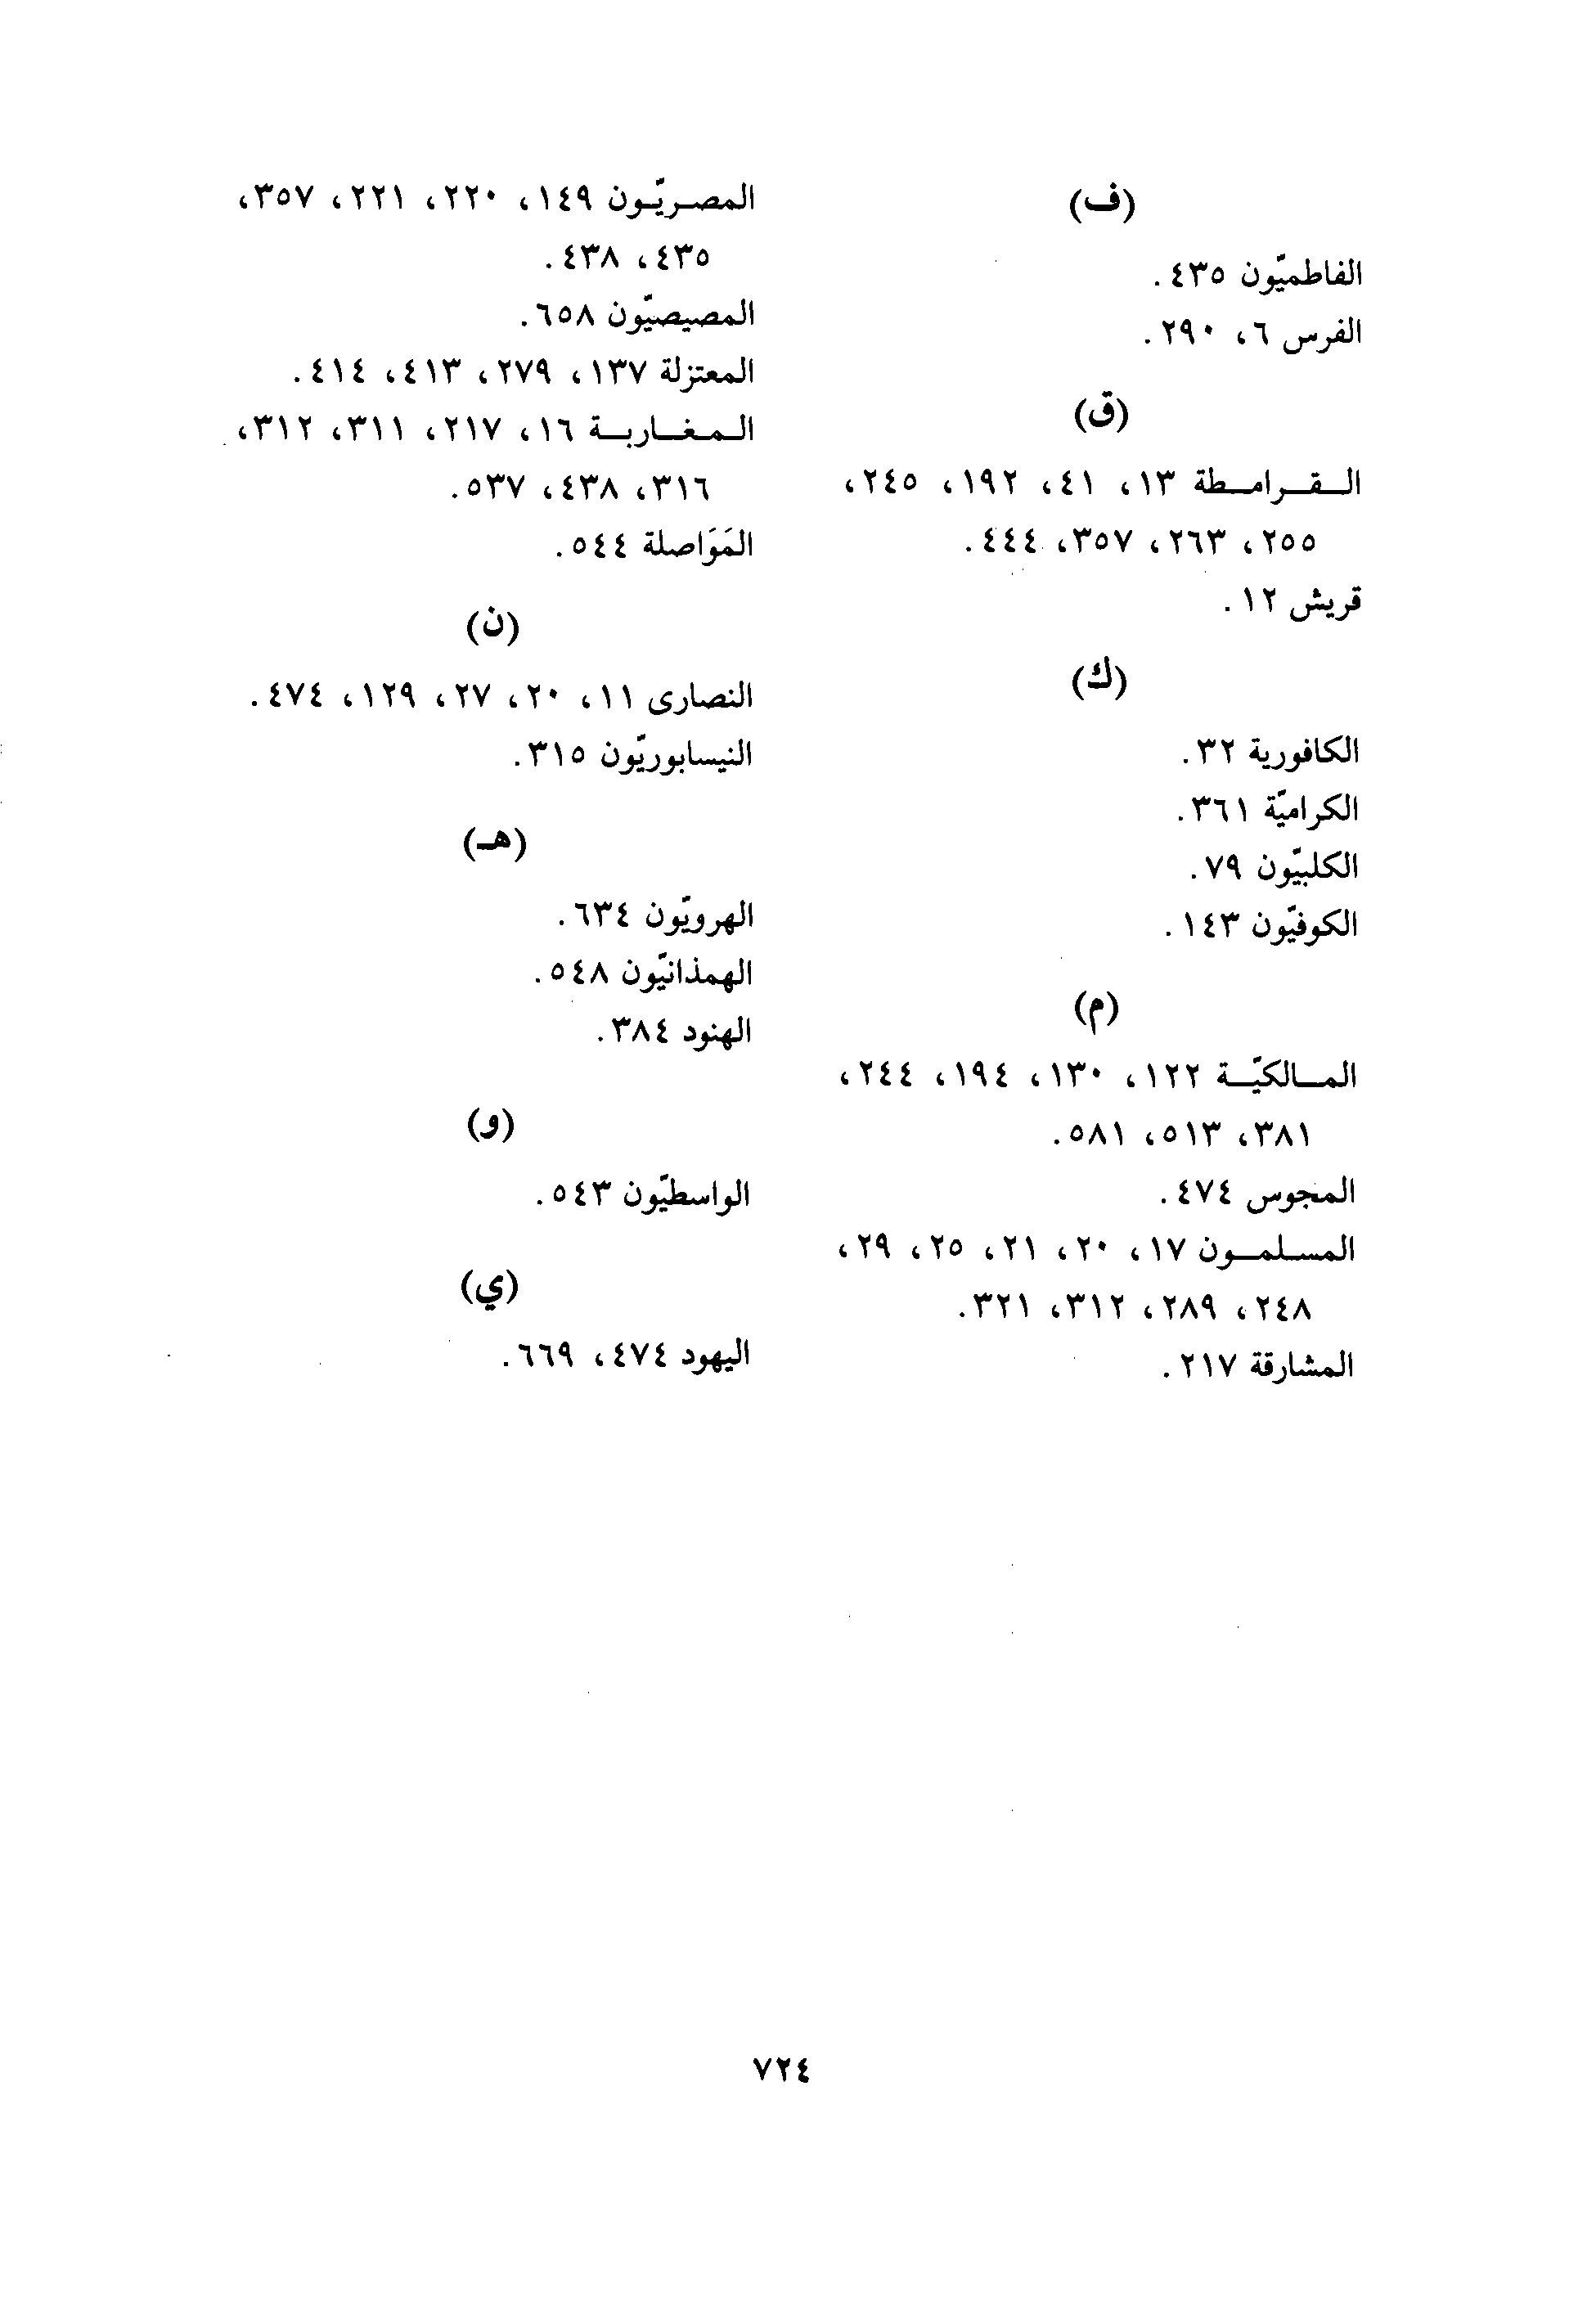 (ف)
الفاطميّون ٤٣٥.
الفرس ٦، ٢٩٠.
(ق)
القرامطة ١٣، ٤١، ١٩٢، ٢٤٥،
٢٥٥، ٢٦٣، ٣٥٧، ٤٤٤.
قريش ١٢.
(ك)
الكافورية ٣٢.
الكراميّة ٣٦١.
الكلبيّون ٧٩.
الكوفيّون ١٤٣.
(م)
المالكيّة ١٢٢، ١٣٠، ١٩٤، ٢٤٤،
٣٨١، ٥١٣، ٥٨١.
المجوس ٤٧٤.
المسلمون ١٧، ٢٠، ٢١، ٢٥، ٢٩،
٢٤٨، ٢٨٩، ٣١٢، ٣٢١.
المشارقة ٢١٧.
المصريّون ١٤٩، ٢٢٠، ٢٢١، ٣٥٧،
٤٣٥، ٤٣٨.
المصيصيّون ٦٥٨.
المعتزلة ١٣٧، ٢٧٩، ٤١٣، ٤١٤.
المغاربة ١٦، ٢١٧، ٣١١، ٣١٢،
٣١٦، ٤٣٨، ٥٣٧.
المَوَاصلة ٥٤٤.
(ن)
النصارى ١١، ٢٠، ٢٧، ١٢٩، ٤٧٤.
النيسابوريّون ٣١٥.
(هـ)
الهرويّون ٦٣٤.
الهمذانيّون ٥٤٨.
الهنود ٣٨٤.
(و)
الواسطيّون ٥٤٣.
(ي)
اليهود ٤٧٤، ٦٦٩.
٧٢٤